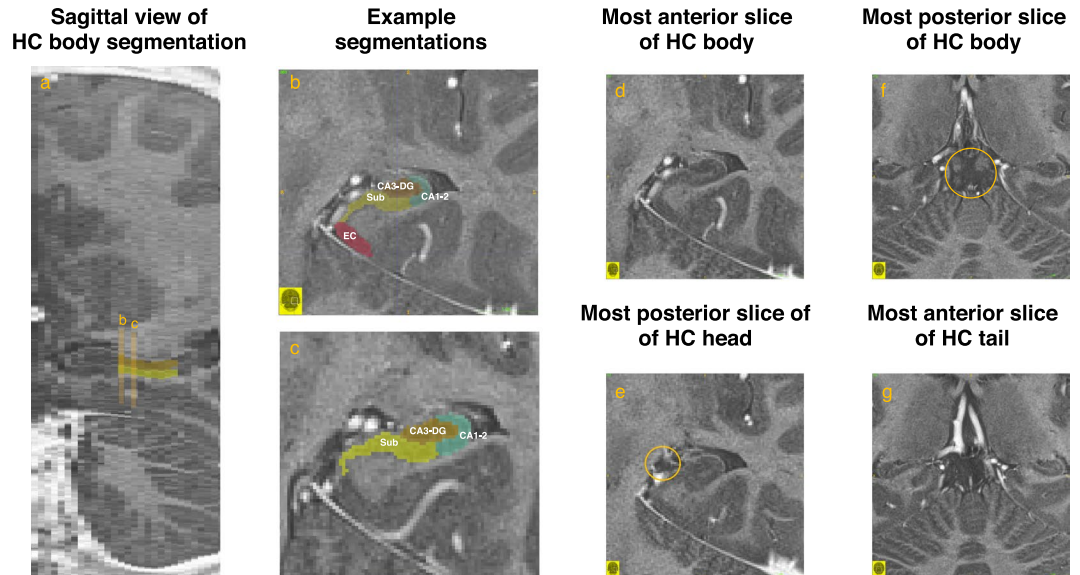 Sagittal view of
HC body segmentation
Example
segmentations
Most anterior slice
of HC body
Most posterior slice
of HC body
a
b
c
b
CA3-DG
Sub
CA1-2
EC
c
CA3-DG
CA1-2
Sub
d
f
Most posterior slice of
of HC head
Most anterior slice
of HC tail
e
g